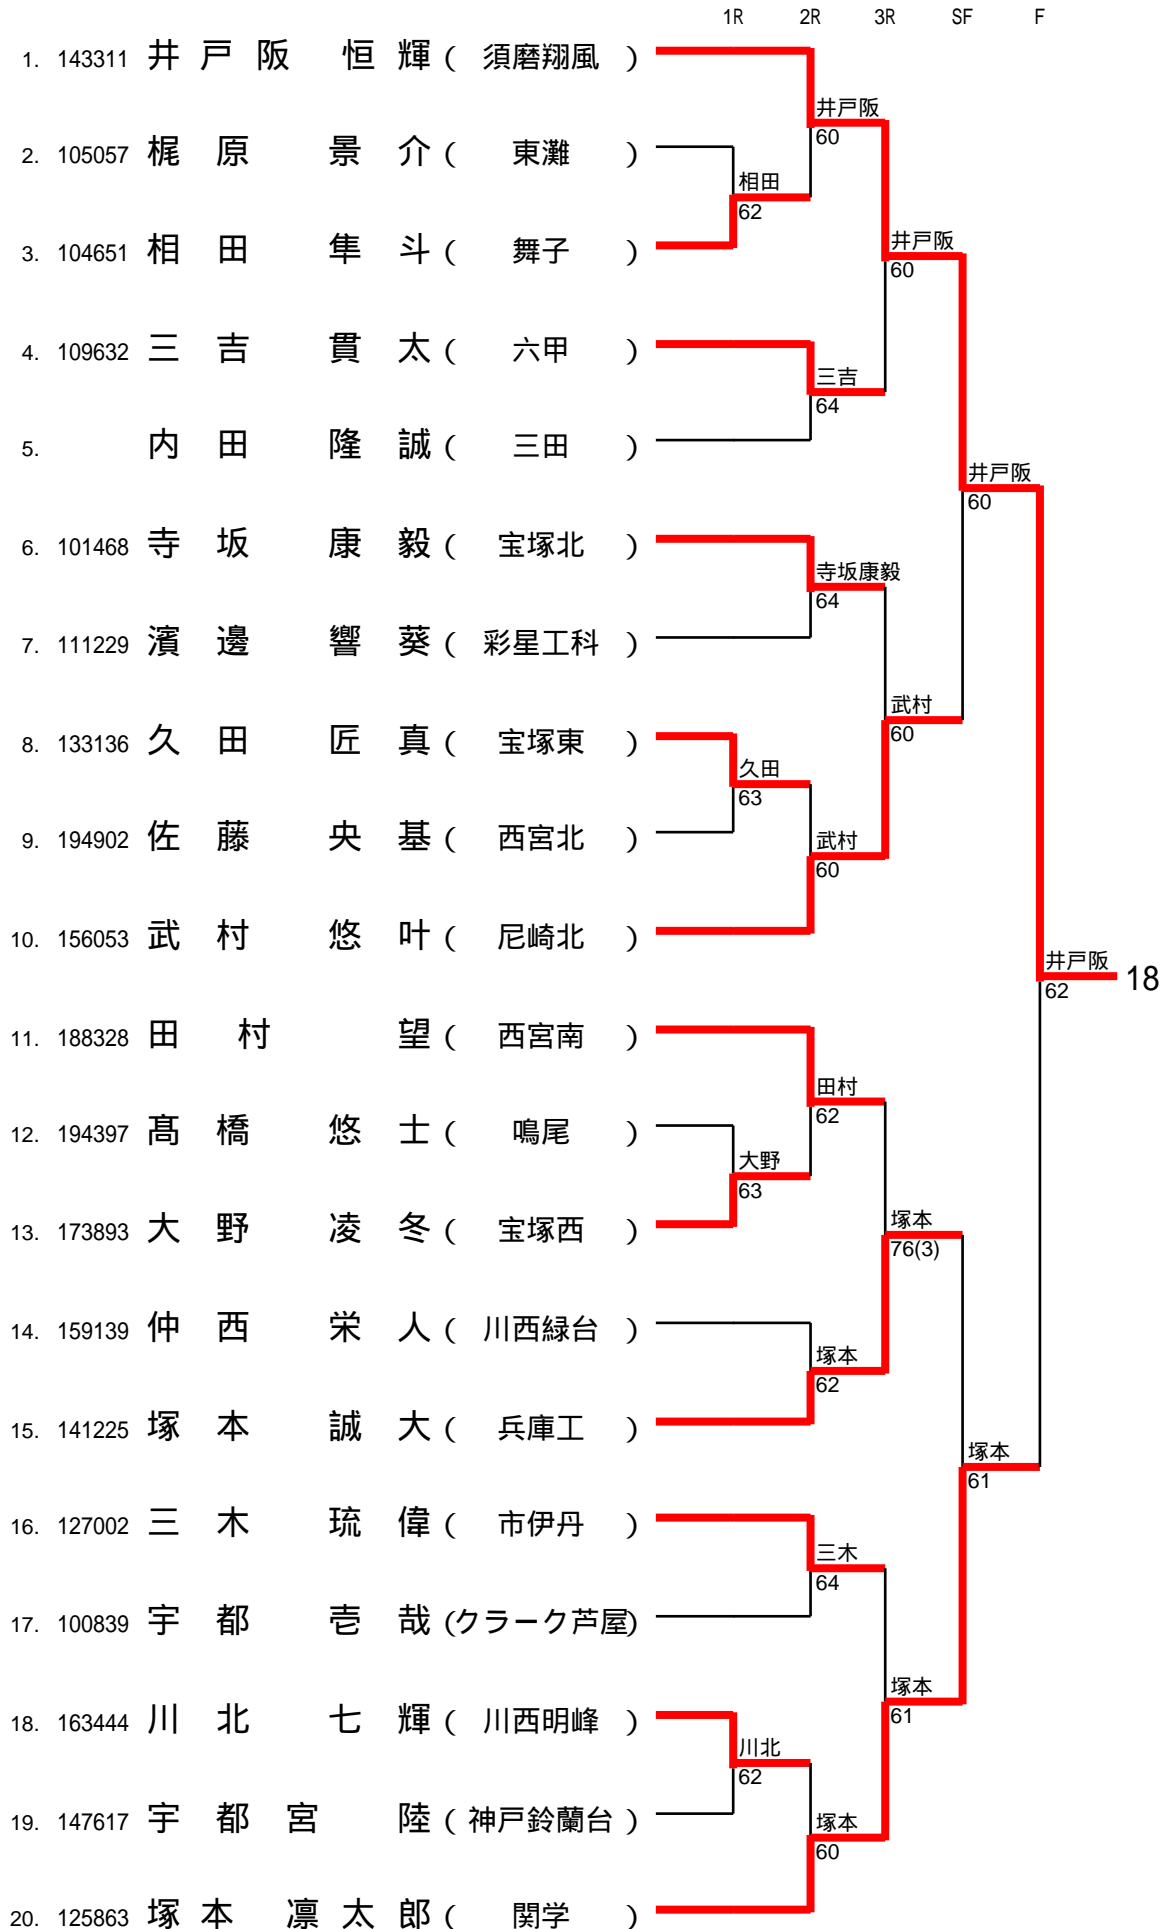 1R 2R 3R SF F
1. 143311 井戸阪 恒輝 ( 須磨翔風 )
井戸阪
60
2. 105057 梶原 景介 ( 東灘 )
相田
62
3. 104651 相田 隼斗 ( 舞子 )
井戸阪
60
4. 109632 三吉 貫太 ( 六甲 )
三吉
64
5. 内田 隆誠 ( 三田 )
井戸阪
60
6. 101468 寺坂 康毅 ( 宝塚北 )
寺坂康毅
64
7. 111229 濱邊 響葵 ( 彩星工科 )
武村
60
8. 133136 久田 匠真 ( 宝塚東 )
久田
63
9. 194902 佐藤 央基 ( 西宮北 )
武村
60
10. 156053 武村 悠叶 ( 尼崎北 )
井戸阪
62
18
11. 188328 田村 望 ( 西宮南 )
田村
62
12. 194397 髙橋 悠士 ( 鳴尾 )
大野
63
13. 173893 大野 凌冬 ( 宝塚西 )
塚本
76(3)
14. 159139 仲西 栄人 ( 川西緑台 )
塚本
62
15. 141225 塚本 誠大 ( 兵庫工 )
塚本
61
16. 127002 三木 琉偉 ( 市伊丹 )
三木
64
17. 100839 宇都 壱哉 (クラーク芦屋)
塚本
61
18. 163444 川北 七輝 ( 川西明峰 )
川北
62
19. 147617 宇都宮 陸 ( 神戸鈴蘭台 )
塚本
60
20. 125863 塚本 凛太郎 ( 関学 )